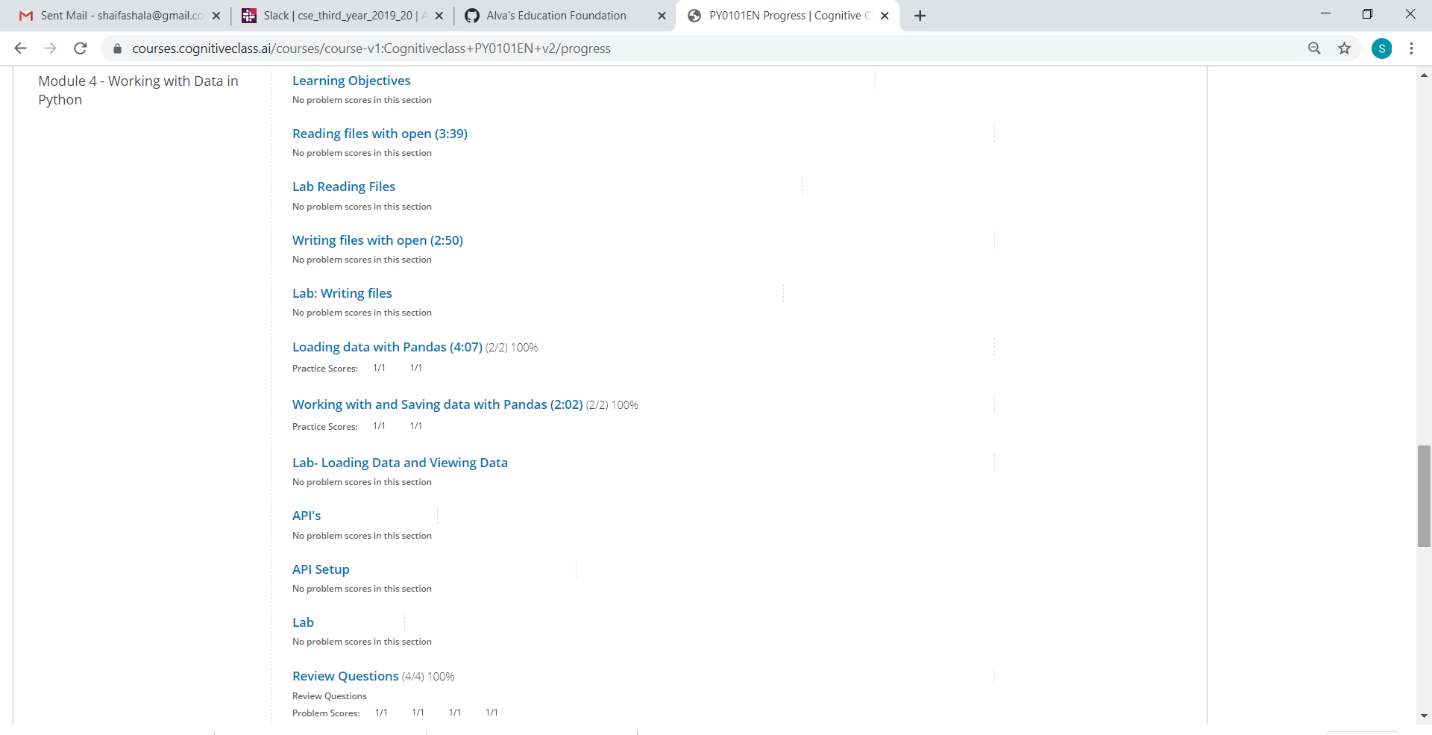 Sent Mail - shaifashala@gmail.co
Slack | cse_third_year_2019_20 | A
Alva's Education Foundation
PY0101EN Progress | Cognitive C
courses.cognitiveclass.ai/courses/course-v1:Cognitiveclass+PY0101EN+v2/progress
S
Module 4 - Working with Data in
Python
Learning Objectives
No problem scores in this section
Reading files with open (3:39)
No problem scores in this section
Lab Reading Files
No problem scores in this section
Writing files with open (2:50)
No problem scores in this section
Lab: Writing files
No problem scores in this section
Loading data with Pandas (4:07) (2/2) 100%
Practice Scores: 1/1 1/1
Working with and Saving data with Pandas (2:02) (2/2) 100%
Practice Scores: 1/1 1/1
Lab- Loading Data and Viewing Data
No problem scores in this section
API's
No problem scores in this section
API Setup
No problem scores in this section
Lab
No problem scores in this section
Review Questions (4/4) 100%
Review Questions
Problem Scores: 1/1 1/1 1/1 1/1